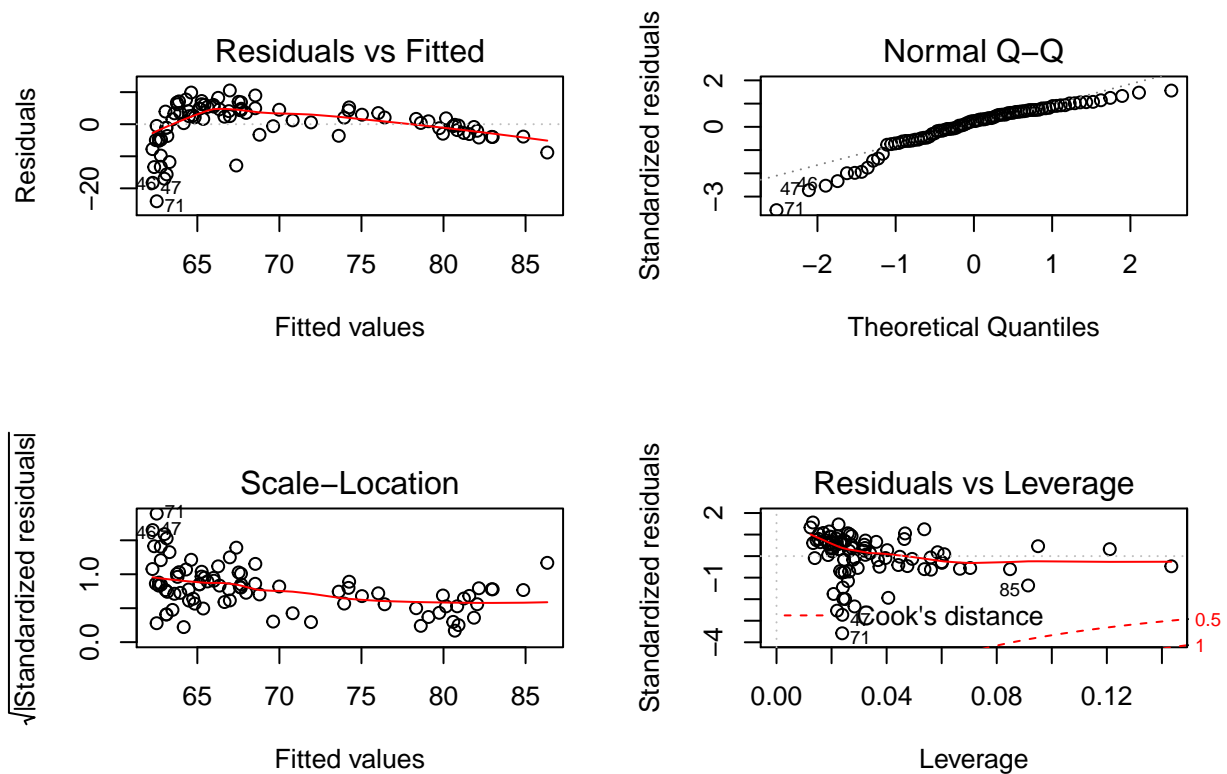 Residuals vs Fitted
Residuals
0
−20
46
47
71
65 70 75 80 85
Fitted values
Normal Q−Q
Standardized residuals
2
0
−3
47
46
71
−2 −1 0 1 2
Theoretical Quantiles
Scale−Location
√|Standardized residuals|
1.0
0.0
71
46
47
65 70 75 80 85
Fitted values
Residuals vs Leverage
Standardized residuals
2
−1
−4
85
Cook's distance
47
71
0.5
1
0.00 0.04 0.08 0.12
Leverage